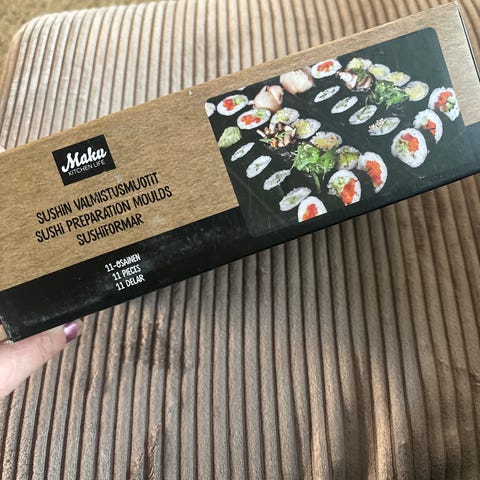 Maku
KITCHEN LIFE
SUSHIN VALMISTUSMUOTIT
SUSHI PREPARATION MOULDS
SUSHIFORMAR
11-OSAINEN
11 PIECES
11 DELAR